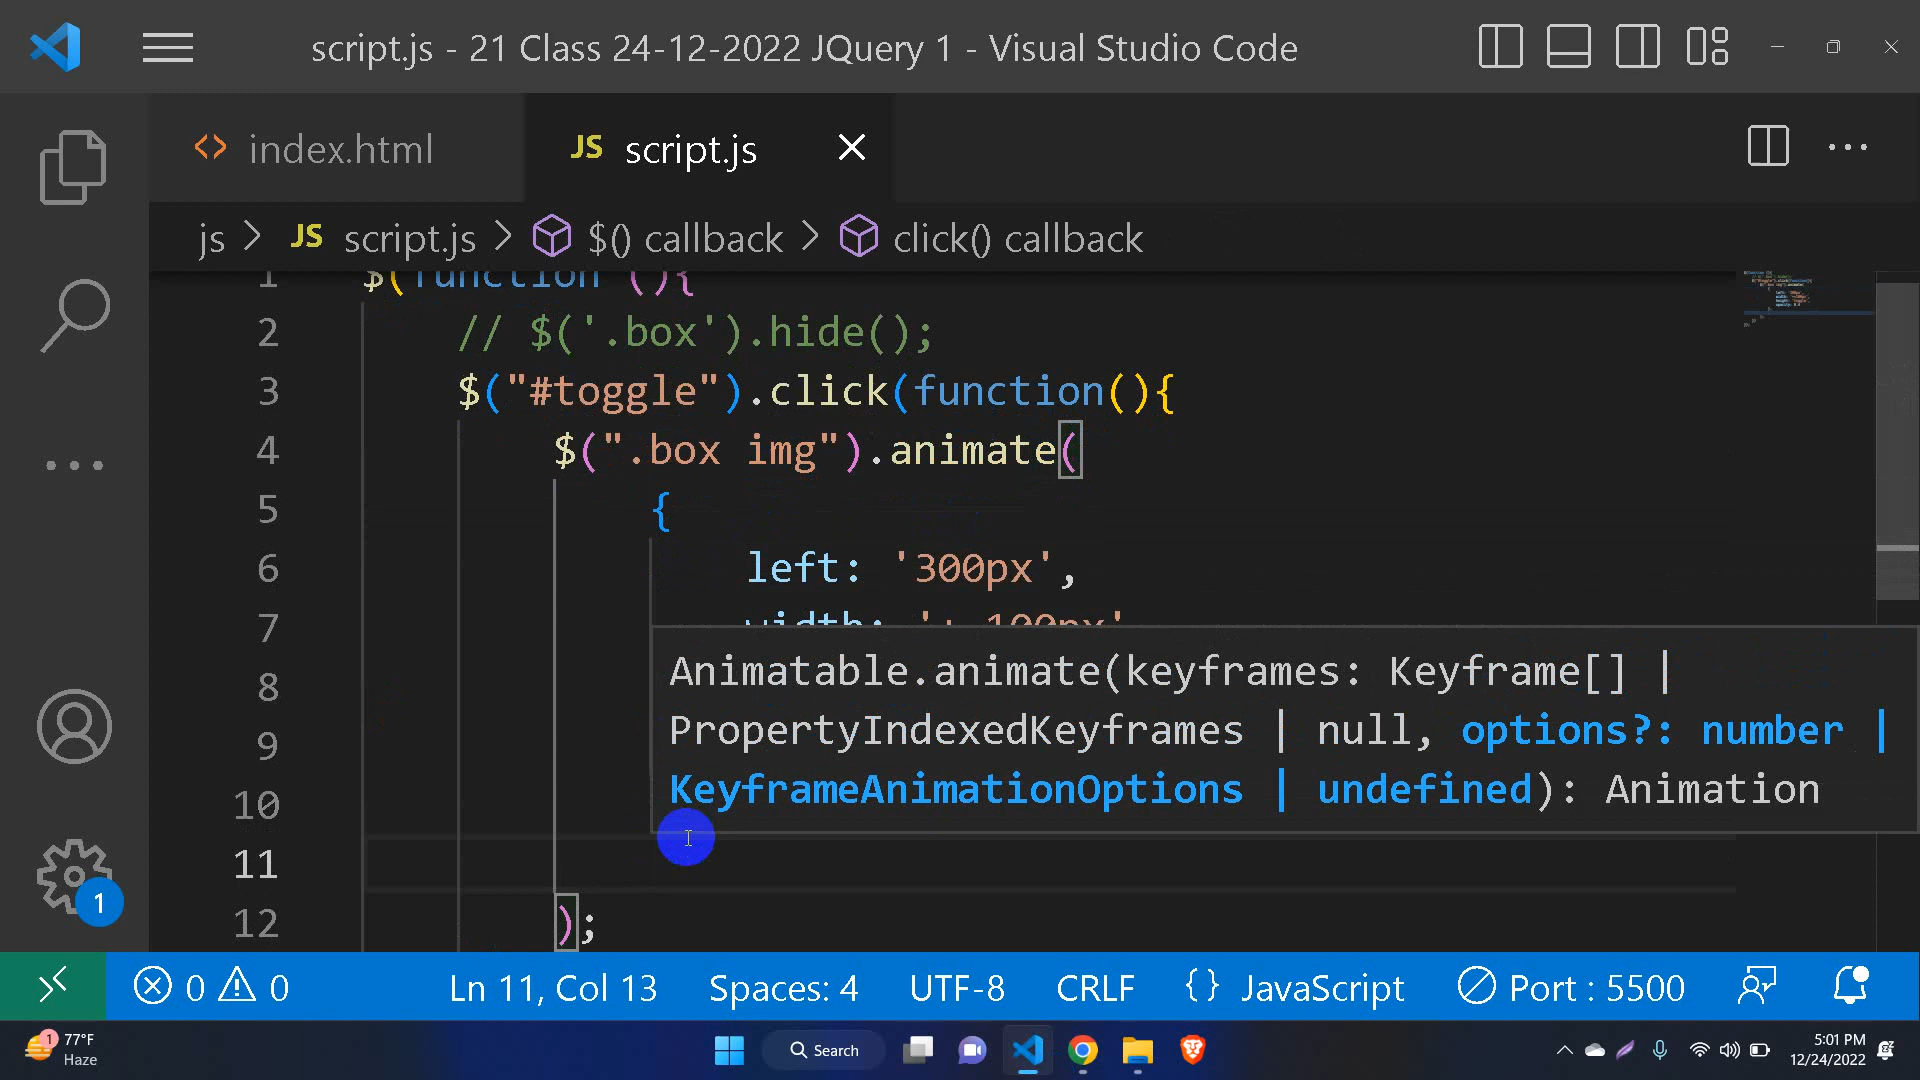 script.js - 21 Class 24-12-2022 JQuery 1 - Visual Studio Code
<> index.html
JS script.js
js > JS script.js > $() callback > click() callback
1 $(function (){
2 // $('.box').hide();
3 $("#toggle").click(function(){
4 $(".box img").animate(
5 {
6 left: '300px',
7
8
9
10
11
12 );
Animatable.animate(keyframes: Keyframe[] |
PropertyIndexedKeyframes | null, options?: number |
KeyframeAnimationOptions | undefined): Animation
1
0 0 Ln 11, Col 13 Spaces: 4 UTF-8 CRLF {} JavaScript Port : 5500
1 77°F
Haze
Search
5:01 PM
12/24/2022